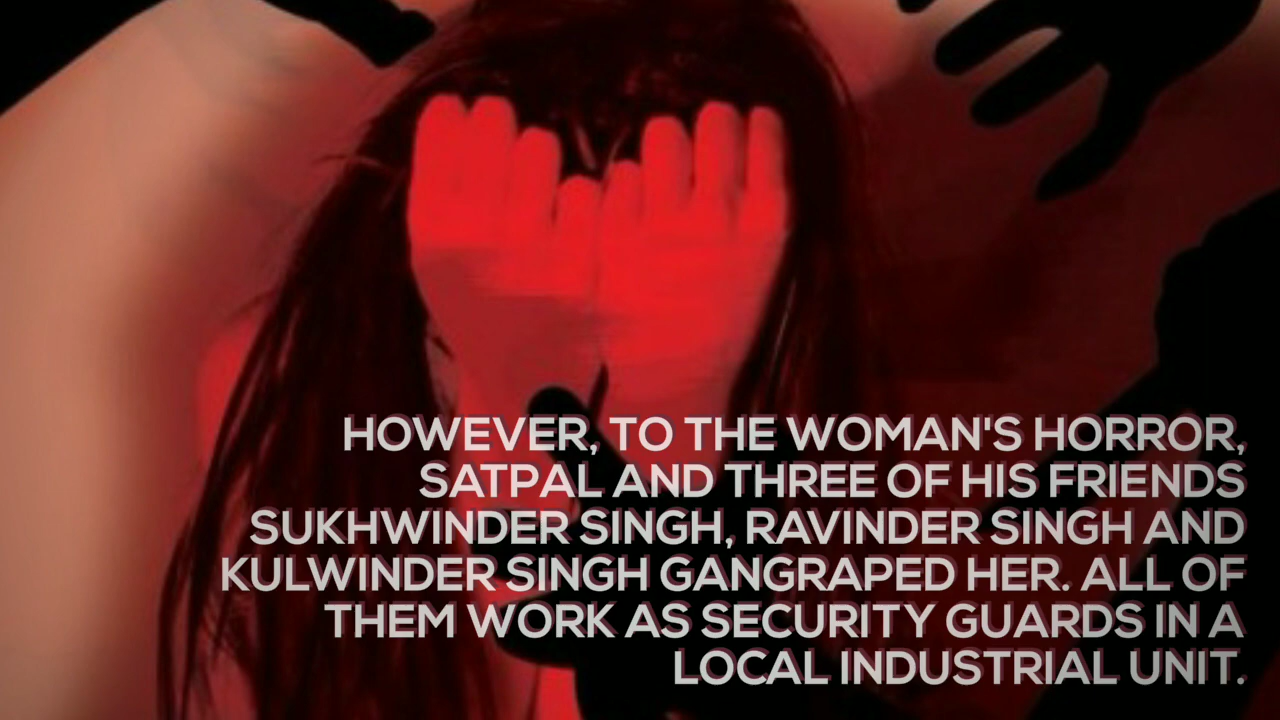 HOWEVER, TO THE WOMAN'S HORROR,
SATPAL AND THREE OF HIS FRIENDS
SUKHWINDER SINGH, RAVINDER SINGH AND
KULWINDER SINGH GANGRAPED HER. ALL OF
THEM WORK AS SECURITY GUARDS IN A
LOCAL INDUSTRIAL UNIT.